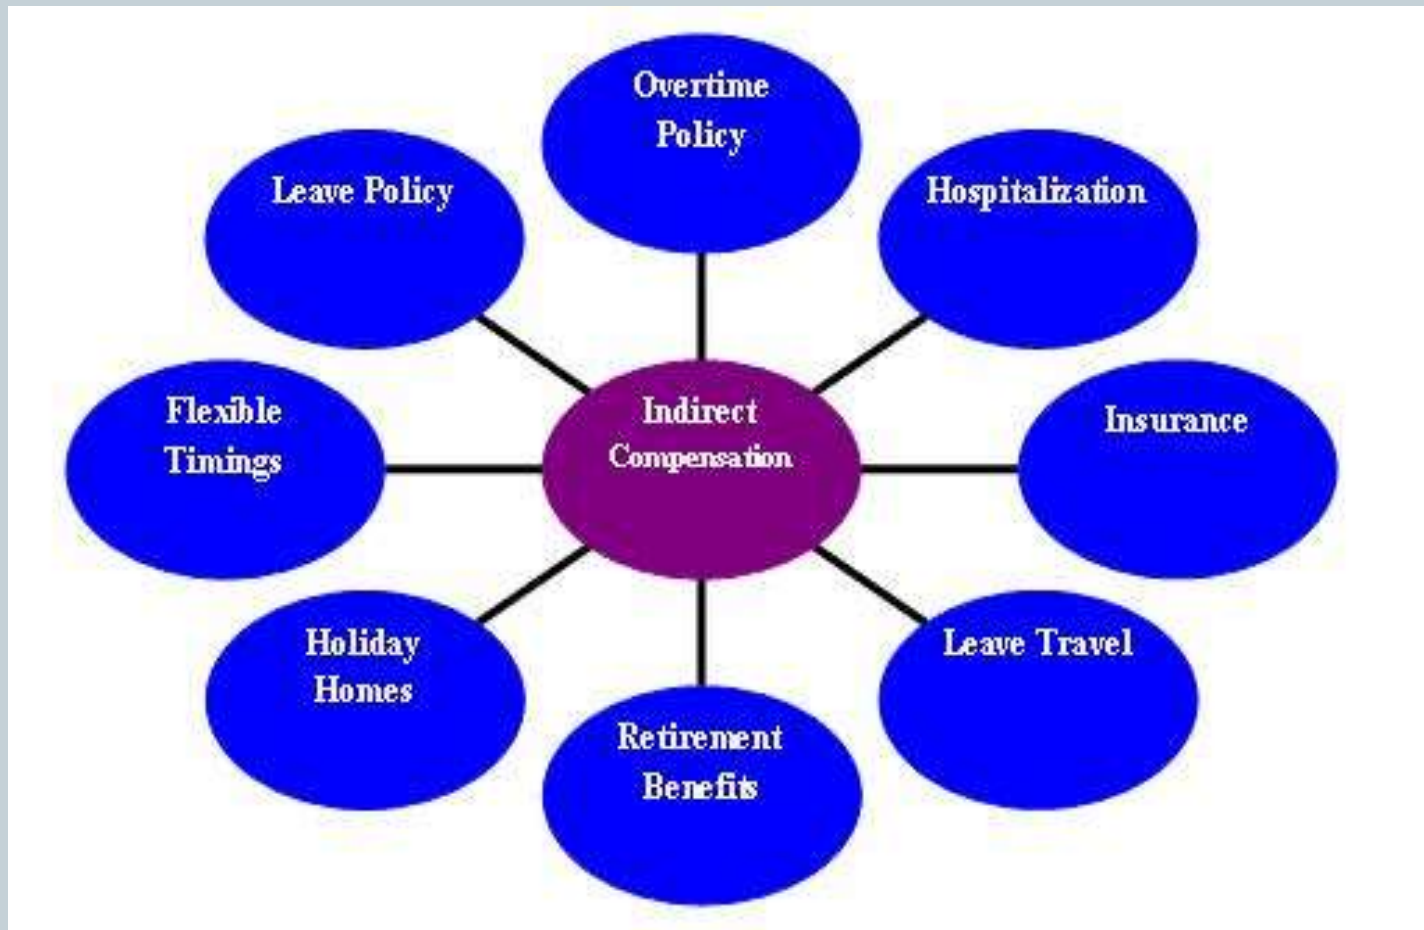 Overtime
Policy
Leave Policy
Hospitalization
Flexible
Timings
Indirect
Compensation
Insurance
Holiday
Homes
Leave Travel
Retirement
Benefits